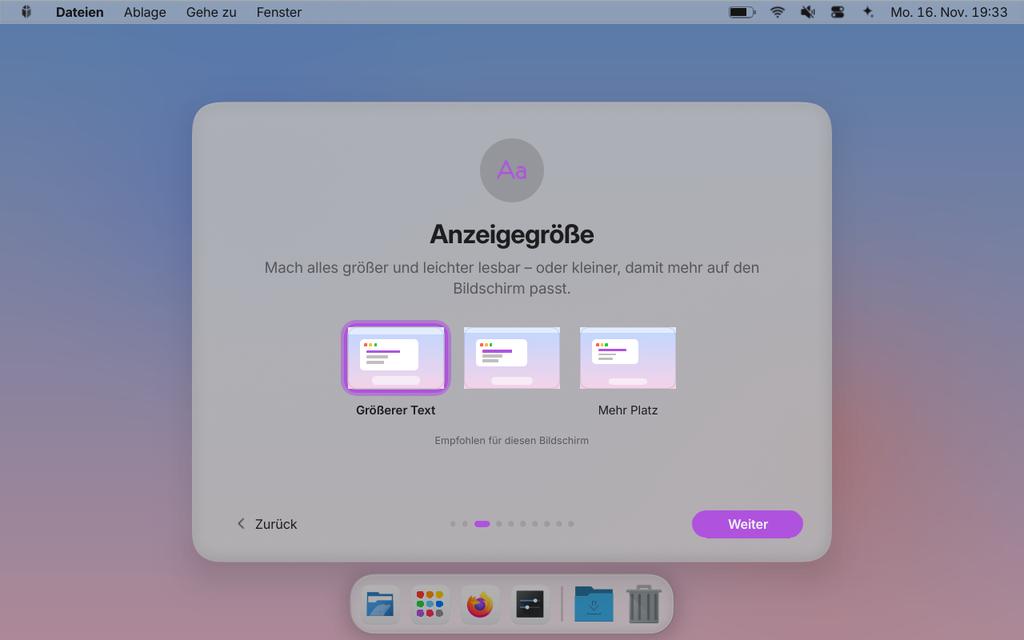 Dateien Ablage Gehe zu Fenster Mo. 16. Nov. 19:33
Aa
Anzeigegröße
Mach alles größer und leichter lesbar – oder kleiner, damit mehr auf den
Bildschirm passt.
Größerer Text Mehr Platz
Empfohlen für diesen Bildschirm
Zurück Weiter